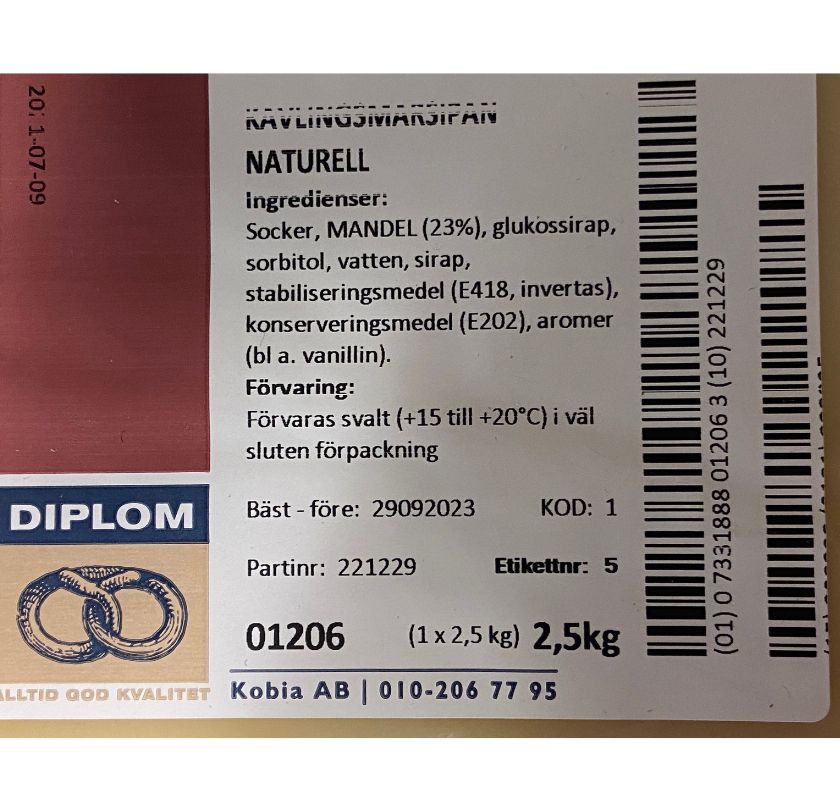 KAVLINGSMARSIPAN
NATURELL
Ingredienser:
Socker, MANDEL (23%), glukossirap,
sorbitol, vatten, sirap,
stabiliseringsmedel (E418, invertas),
konserveringsmedel (E202), aromer
(bl a. vanillin).
Förvaring:
Förvaras svalt (+15 till +20°C) i väl
sluten förpackning
Bäst - före: 29092023 KOD: 1
Partinr: 221229 Etikettnr: 5
01206 (1 x 2,5 kg) 2,5kg
Kobia AB | 010-206 77 95
DIPLOM
ALLTID GOD KVALITET
1-07-09
(01) 0 7331888 01206 3 (10) 221229